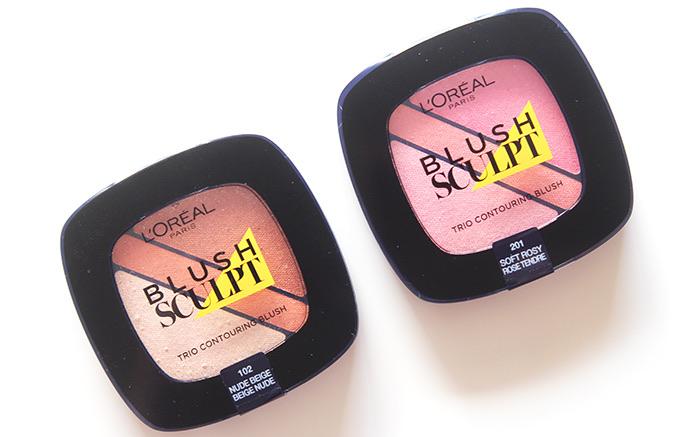 L'ORÉAL
PARIS
BLUSH
SCULPT
TRIO CONTOURING BLUSH
102
NUDE BEIGE
BEIGE NUDE
L'ORÉAL
PARIS
BLUSH
SCULPT
TRIO CONTOURING BLUSH
201
SOFT ROSY
ROSE TENDRE